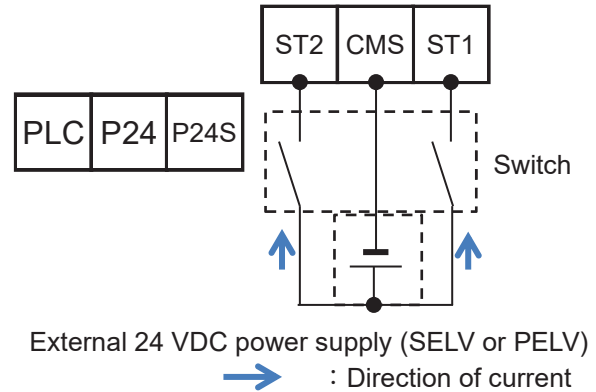 ST2 CMS ST1
PLC P24 P24S
Switch
External 24 VDC power supply (SELV or PELV)
: Direction of current